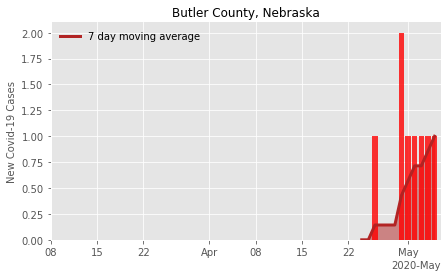 Butler County, Nebraska
7 day moving average
New Covid-19 Cases
2.00
1.75
1.50
1.25
1.00
0.75
0.50
0.25
0.00
08 15 22 Apr 08 15 22 May
2020-May